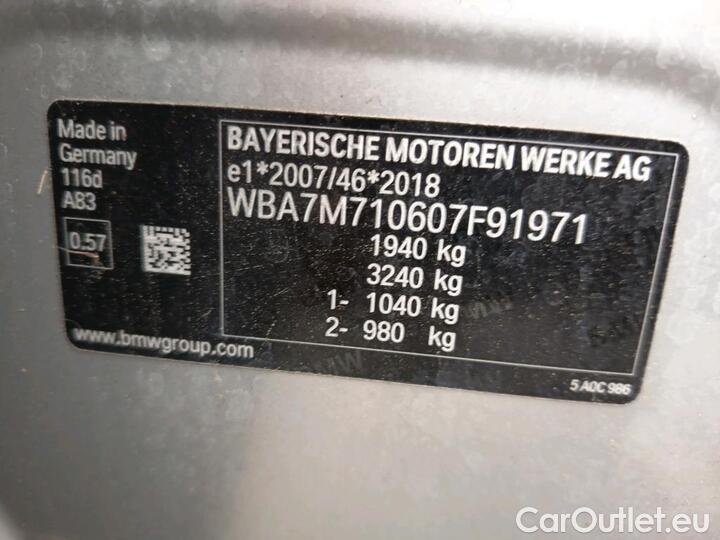 Made in
Germany
116d
A83
0.57
www.bmwgroup.com
BAYERISCHE MOTOREN WERKE AG
e1*2007/46*2018
WBA7M710607F91971
1940 kg
3240 kg
1- 1040 kg
2- 980 kg
5 A0C 986
CarOutlet.eu